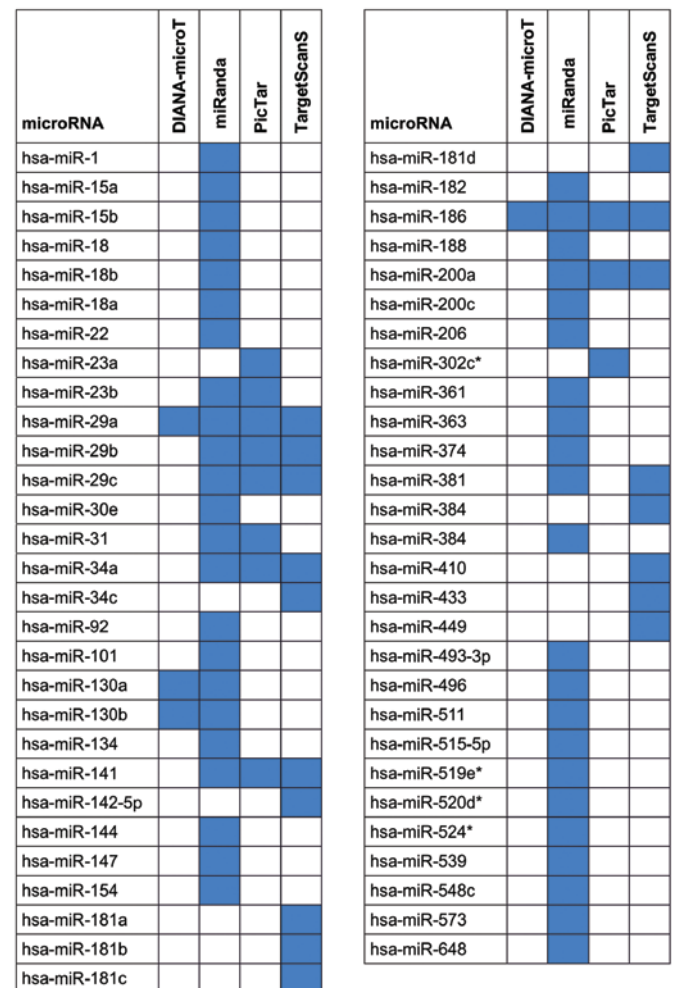 microRNA DIANA-microT miRanda PicTar TargetScanS
hsa-miR-1
hsa-miR-15a
hsa-miR-15b
hsa-miR-18
hsa-miR-18b
hsa-miR-18a
hsa-miR-22
hsa-miR-23a
hsa-miR-23b
hsa-miR-29a
hsa-miR-29b
hsa-miR-29c
hsa-miR-30e
hsa-miR-31
hsa-miR-34a
hsa-miR-34c
hsa-miR-92
hsa-miR-101
hsa-miR-130a
hsa-miR-130b
hsa-miR-134
hsa-miR-141
hsa-miR-142-5p
hsa-miR-144
hsa-miR-147
hsa-miR-154
hsa-miR-181a
hsa-miR-181b
hsa-miR-181c
microRNA DIANA-microT miRanda PicTar TargetScanS
hsa-miR-181d
hsa-miR-182
hsa-miR-186
hsa-miR-188
hsa-miR-200a
hsa-miR-200c
hsa-miR-206
hsa-miR-302c*
hsa-miR-361
hsa-miR-363
hsa-miR-374
hsa-miR-381
hsa-miR-384
hsa-miR-384
hsa-miR-410
hsa-miR-433
hsa-miR-449
hsa-miR-493-3p
hsa-miR-496
hsa-miR-511
hsa-miR-515-5p
hsa-miR-519e*
hsa-miR-520d*
hsa-miR-524*
hsa-miR-539
hsa-miR-548c
hsa-miR-573
hsa-miR-648